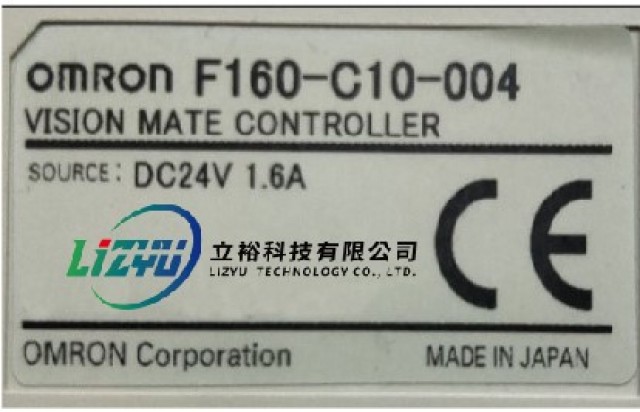 OMRON F160-C10-004
VISION MATE CONTROLLER
SOURCE: DC24V 1.6A
CE
LIZYU 立裕科技有限公司
LIZYU TECHNOLOGY CO., LTD.
OMRON Corporation
MADE IN JAPAN